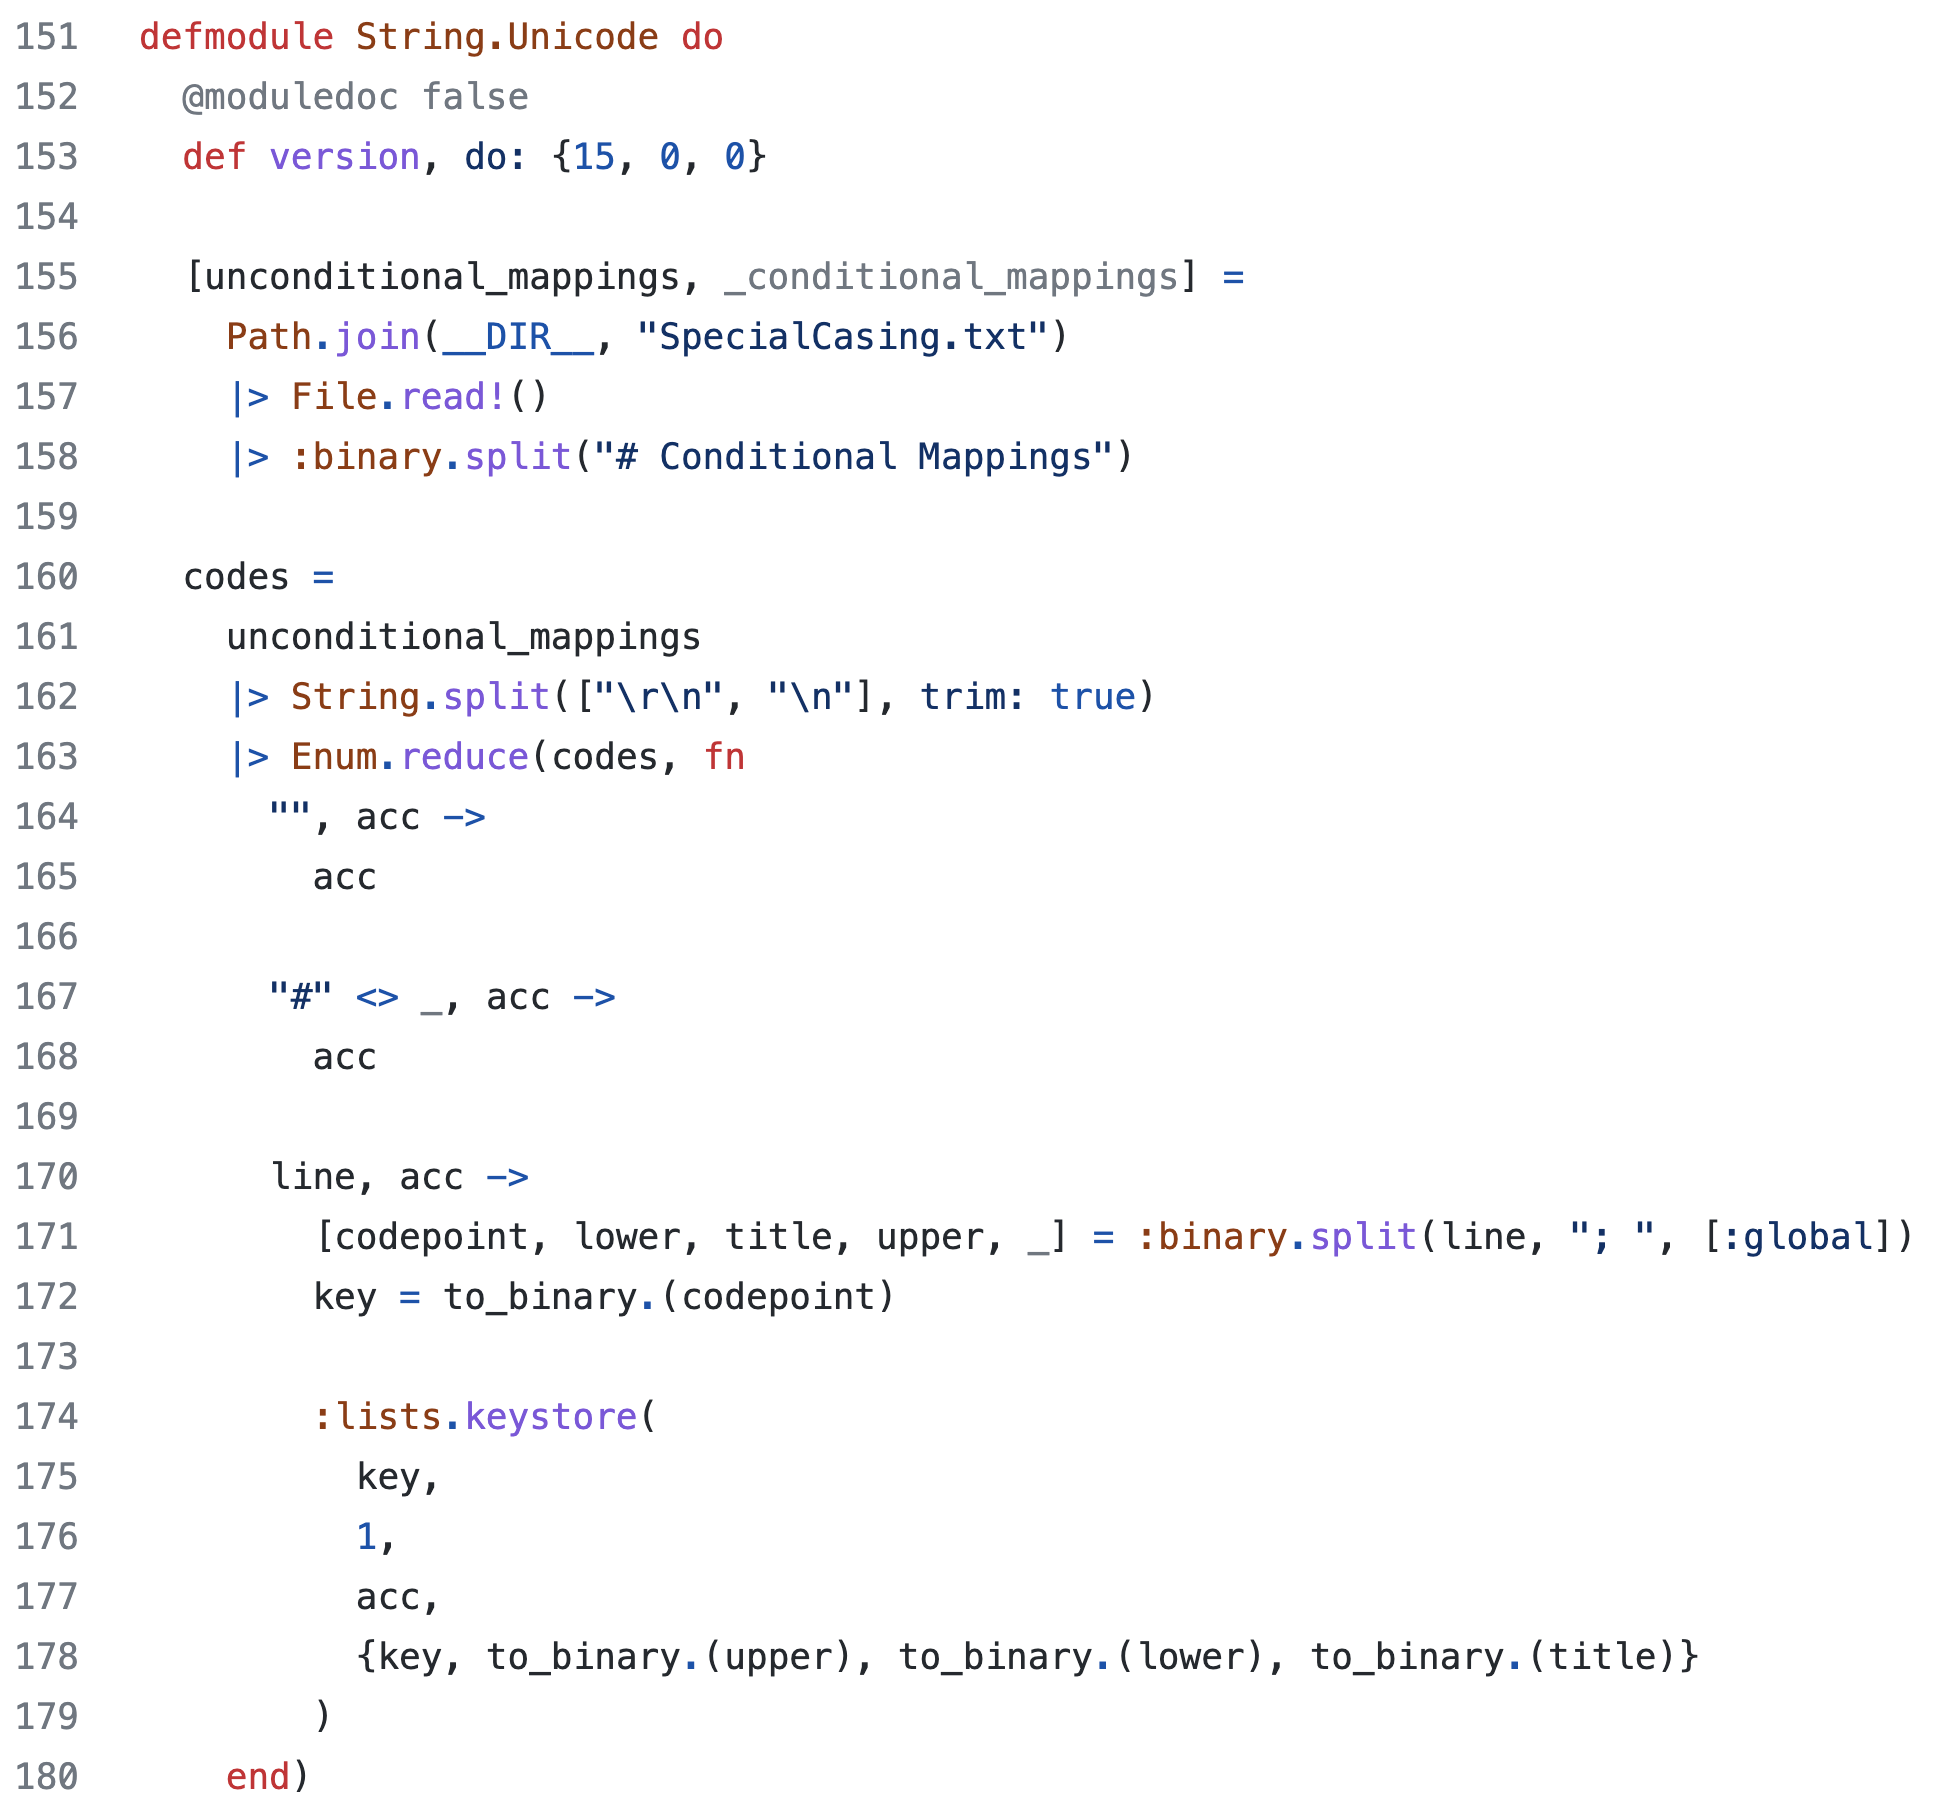 151 defmodule String.Unicode do
152   @moduledoc false
153   def version, do: {15, 0, 0}
154
155   [unconditional_mappings, _conditional_mappings] =
156     Path.join(__DIR__, "SpecialCasing.txt")
157     |> File.read!()
158     |> :binary.split("# Conditional Mappings")
159
160   codes =
161     unconditional_mappings
162     |> String.split(["\r\n", "\n"], trim: true)
163     |> Enum.reduce(codes, fn
164       "", acc ->
165         acc
166
167       "#" <> _, acc ->
168         acc
169
170       line, acc ->
171         [codepoint, lower, title, upper, _] = :binary.split(line, "; ", [:global])
172         key = to_binary.(codepoint)
173
174         :lists.keystore(
175           key,
176           1,
177           acc,
178           {key, to_binary.(upper), to_binary.(lower), to_binary.(title)}
179         )
180     end)